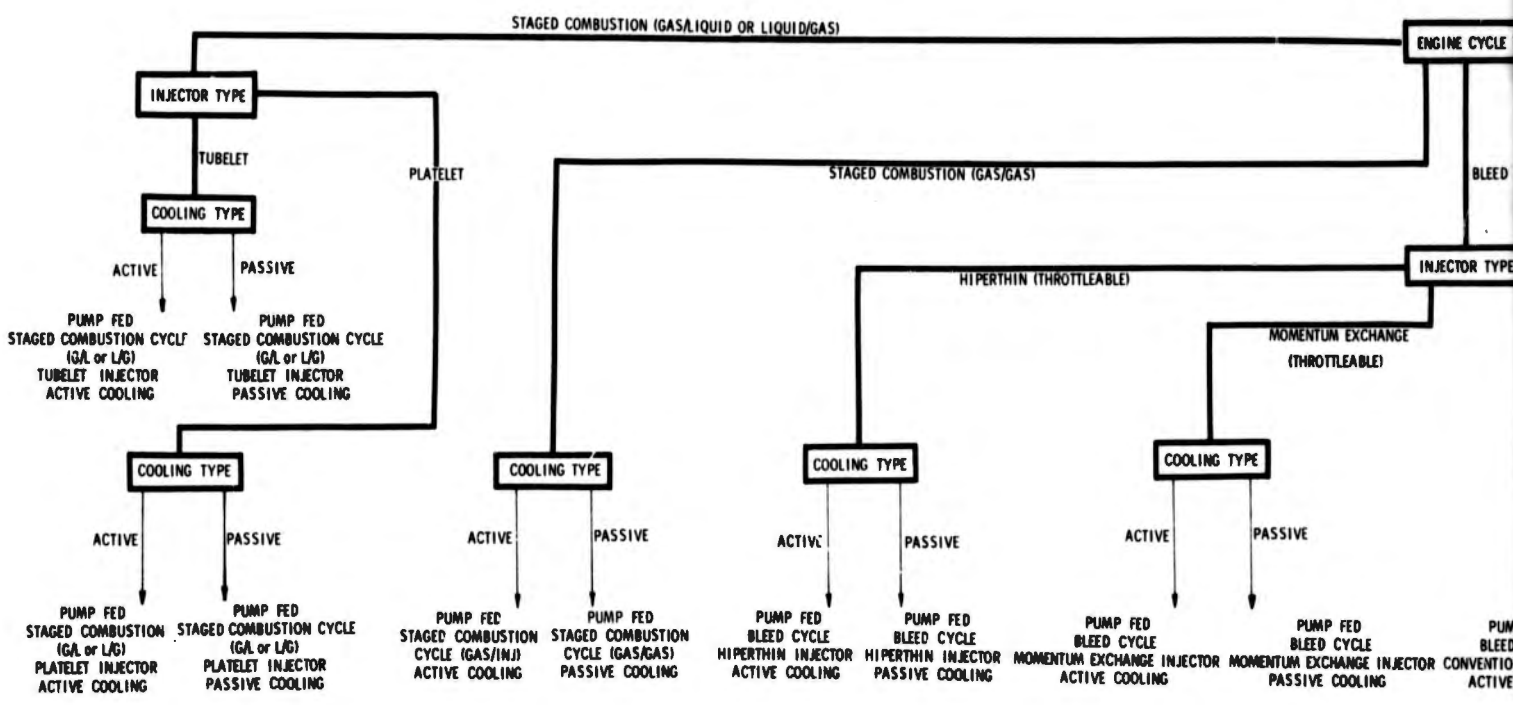 STAGED COMBUSTION (GAS/LIQUID OR LIQUID/GAS)
ENGINE CYCLE
INJECTOR TYPE
TUBELET
PLATELET
STAGED COMBUSTION (GAS/GAS)
BLEED
COOLING TYPE
ACTIVE
PASSIVE
INJECTOR TYPE
HIPERTHIN (THROTTLEABLE)
MOMENTUM EXCHANGE
(THROTTLEABLE)
PUMP FED
STAGED COMBUSTION CYCLE
(G/L or L/G)
TUBELET INJECTOR
ACTIVE COOLING
PUMP FED
STAGED COMBUSTION CYCLE
(G/L or L/G)
TUBELET INJECTOR
PASSIVE COOLING
COOLING TYPE
COOLING TYPE
COOLING TYPE
COOLING TYPE
ACTIVE
PASSIVE
ACTIVE
PASSIVE
ACTIVE
PASSIVE
ACTIVE
PASSIVE
PUMP FED
STAGED COMBUSTION
(G/L or L/G)
PLATELET INJECTOR
ACTIVE COOLING
PUMP FED
STAGED COMBUSTION CYCLE
(G/L or L/G)
PLATELET INJECTOR
PASSIVE COOLING
PUMP FED
STAGED COMBUSTION
CYCLE (GAS/INJ)
ACTIVE COOLING
PUMP FED
STAGED COMBUSTION
CYCLE (GAS/GAS)
PASSIVE COOLING
PUMP FED
BLEED CYCLE
HIPERTHIN INJECTOR
ACTIVE COOLING
PUMP FED
BLEED CYCLE
HIPERTHIN INJECTOR
PASSIVE COOLING
PUMP FED
BLEED CYCLE
MOMENTUM EXCHANGE INJECTOR
ACTIVE COOLING
PUMP FED
BLEED CYCLE
MOMENTUM EXCHANGE INJECTOR
PASSIVE COOLING
PUM
BLEED
CONVENTIO
ACTIVE